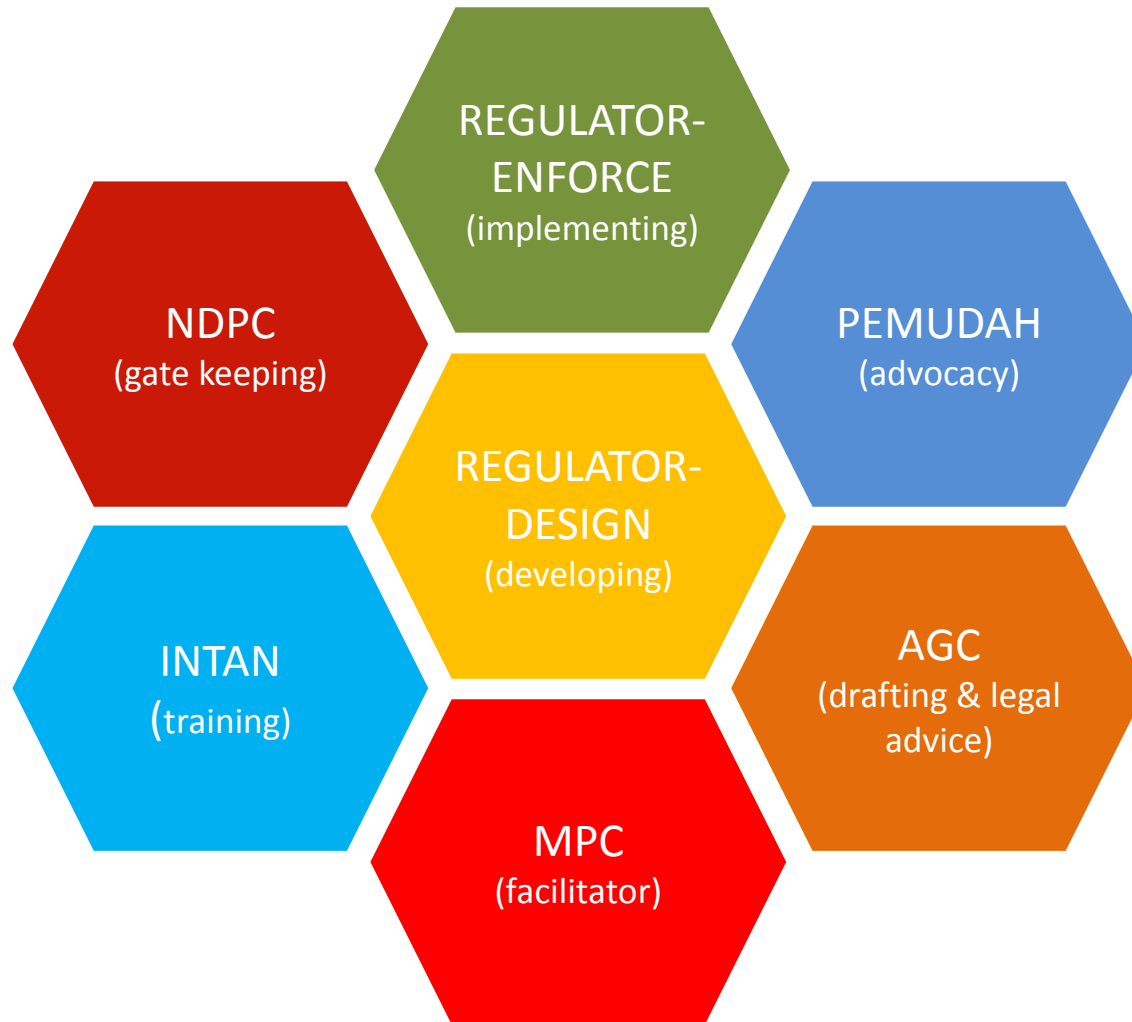 REGULATOR-
ENFORCE
(implementing)
NDPC
(gate keeping)
PEMUDAH
(advocacy)
REGULATOR-
DESIGN
(developing)
INTAN
(training)
AGC
(drafting & legal
advice)
MPC
(facilitator)